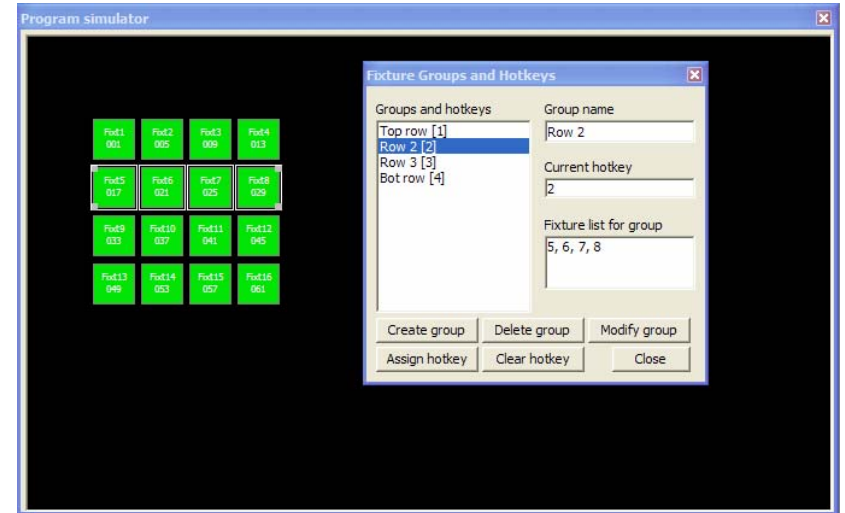 Program simulator
Fixture Groups and Hotkeys
Groups and hotkeys
Top row [1]
Row 2 [2]
Row 3 [3]
Bot row [4]
Group name
Row 2
Current hotkey
2
Fixture list for group
5, 6, 7, 8
Create group Delete group Modify group
Assign hotkey Clear hotkey Close
Fixt1 Fixt2 Fixt3 Fixt4
001 005 009 013
Fixt5 Fixt6 Fixt7 Fixt8
017 021 025 029
Fixt9 Fixt10 Fixt11 Fixt12
033 037 041 045
Fixt13 Fixt14 Fixt15 Fixt16
049 053 057 061